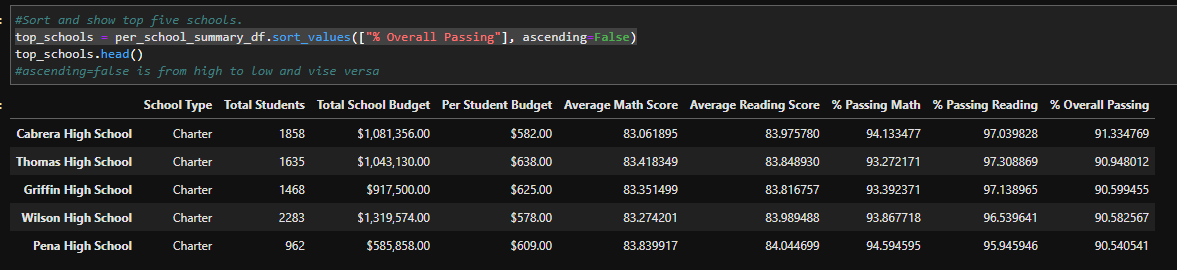 #Sort and show top five schools.
top_schools = per_school_summary_df.sort_values(["% Overall Passing"], ascending=False)
top_schools.head()
#ascending=false is from high to low and vise versa
School Type Total Students Total School Budget Per Student Budget Average Math Score Average Reading Score % Passing Math % Passing Reading % Overall Passing
Cabrera High School Charter 1858 $1,081,356.00 $582.00 83.061895 83.975780 94.133477 97.039828 91.334769
Thomas High School Charter 1635 $1,043,130.00 $638.00 83.418349 83.848930 93.272171 97.308869 90.948012
Griffin High School Charter 1468 $917,500.00 $625.00 83.351499 83.816757 93.392371 97.138965 90.599455
Wilson High School Charter 2283 $1,319,574.00 $578.00 83.274201 83.989488 93.867718 96.539641 90.582567
Pena High School Charter 962 $585,858.00 $609.00 83.839917 84.044699 94.594595 95.945946 90.540541